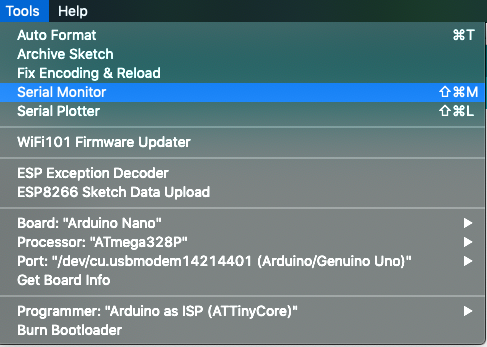 Tools Help
Auto Format ⌘T
Archive Sketch
Fix Encoding & Reload
Serial Monitor ⇧⌘M
Serial Plotter ⇧⌘L
WiFi101 Firmware Updater
ESP Exception Decoder
ESP8266 Sketch Data Upload
Board: "Arduino Nano" ▶
Processor: "ATmega328P" ▶
Port: "/dev/cu.usbmodem14214401 (Arduino/Genuino Uno)" ▶
Get Board Info
Programmer: "Arduino as ISP (ATTinyCore)" ▶
Burn Bootloader